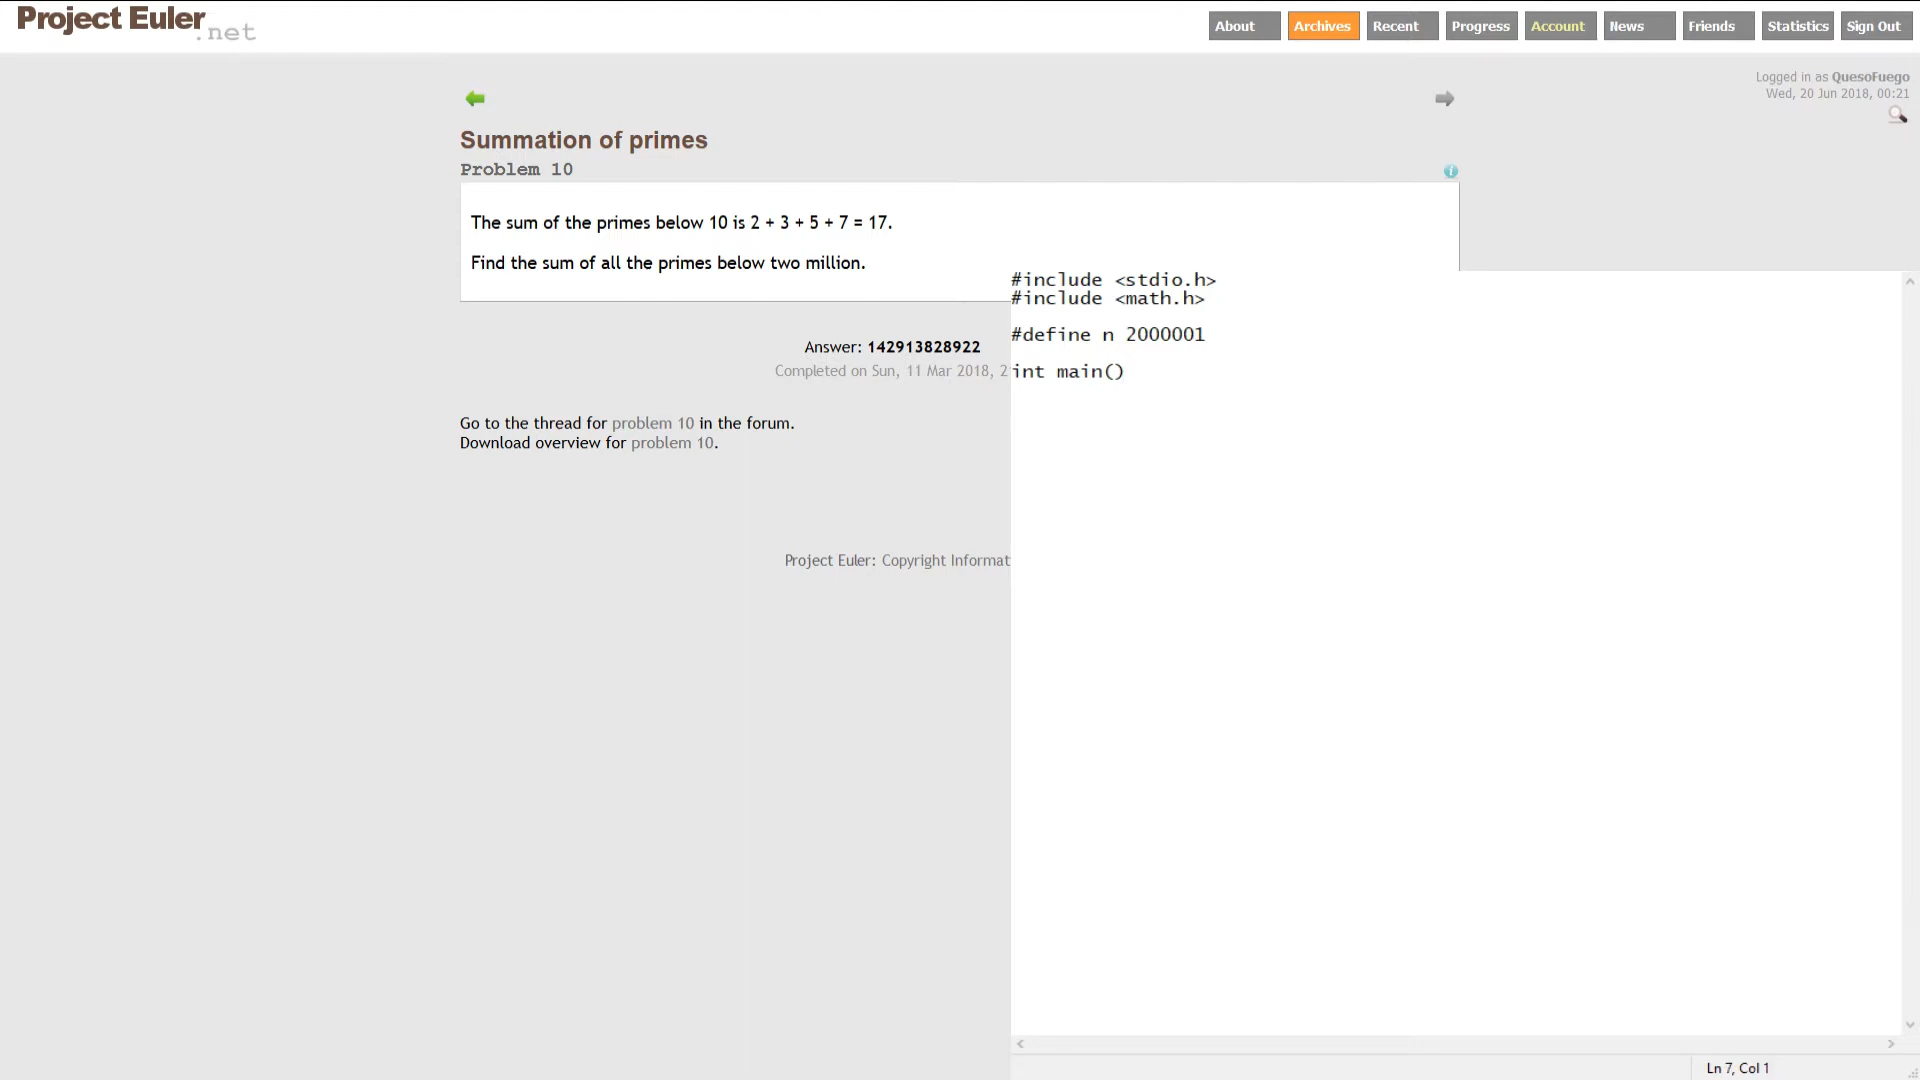 Project Euler
.net
About
Archives
Recent
Progress
Account
News
Friends
Statistics
Sign Out
Logged in as QuesoFuego
Wed, 20 Jun 2018, 00:21
Summation of primes
Problem 10
The sum of the primes below 10 is 2 + 3 + 5 + 7 = 17.
Find the sum of all the primes below two million.
Answer: 142913828922
Completed on Sun, 11 Mar 2018, 2
Go to the thread for problem 10 in the forum.
Download overview for problem 10.
Project Euler: Copyright Informat
#include <stdio.h>
#include <math.h>
#define n 2000001
int main()
Ln 7, Col 1